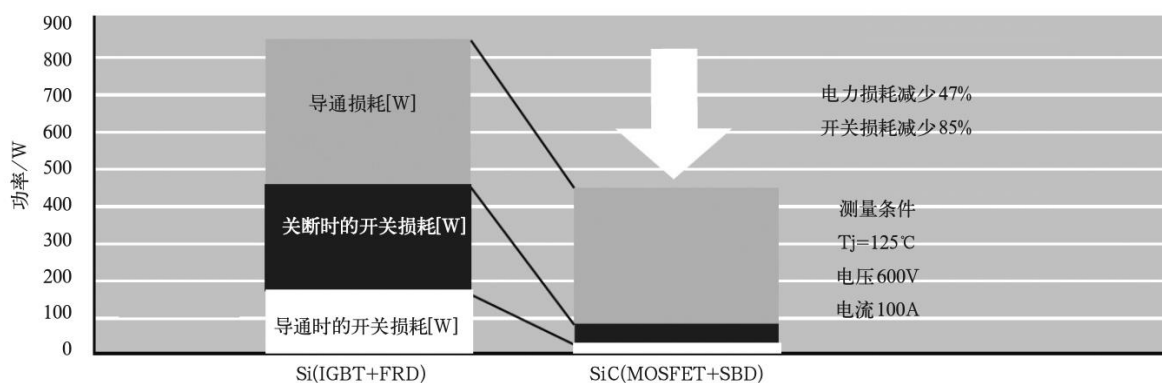 900
800
700
600
500
400
300
200
100
0
功率/W
导通损耗[W]
关断时的开关损耗[W]
导通时的开关损耗[W]
Si(IGBT+FRD)
SiC(MOSFET+SBD)
电力损耗减少47%
开关损耗减少85%
测量条件
Tj=125℃
电压600V
电流100A